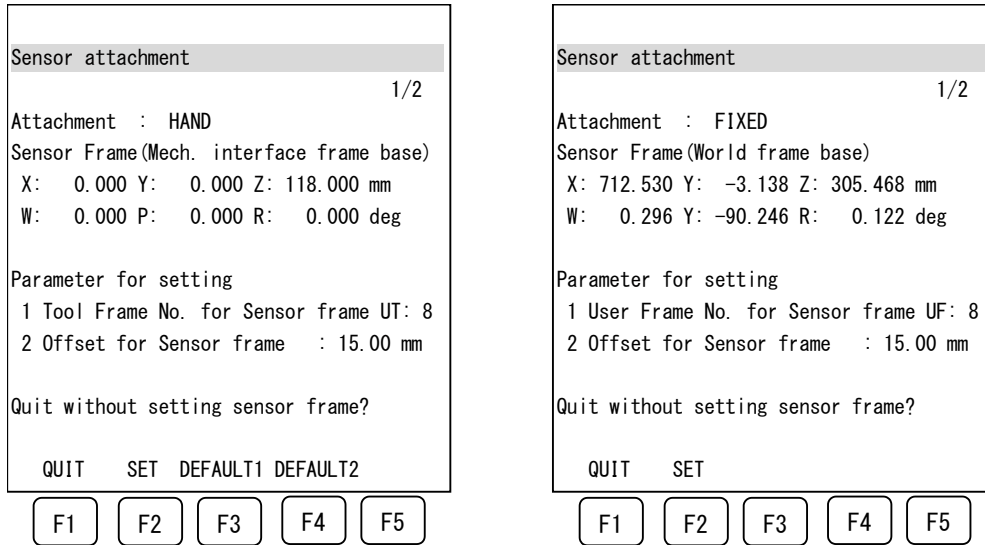 Sensor attachment
1/2
Attachment : HAND
Sensor Frame(Mech. interface frame base)
X: 0.000 Y: 0.000 Z: 118.000 mm
W: 0.000 P: 0.000 R: 0.000 deg
Parameter for setting
1 Tool Frame No. for Sensor frame UT: 8
2 Offset for Sensor frame : 15.00 mm
Quit without setting sensor frame?
QUIT SET DEFAULT1 DEFAULT2
F1 F2 F3 F4 F5
Sensor attachment
1/2
Attachment : FIXED
Sensor Frame(World frame base)
X: 712.530 Y: -3.138 Z: 305.468 mm
W: 0.296 Y: -90.246 R: 0.122 deg
Parameter for setting
1 User Frame No. for Sensor frame UF: 8
2 Offset for Sensor frame : 15.00 mm
Quit without setting sensor frame?
QUIT SET
F1 F2 F3 F4 F5